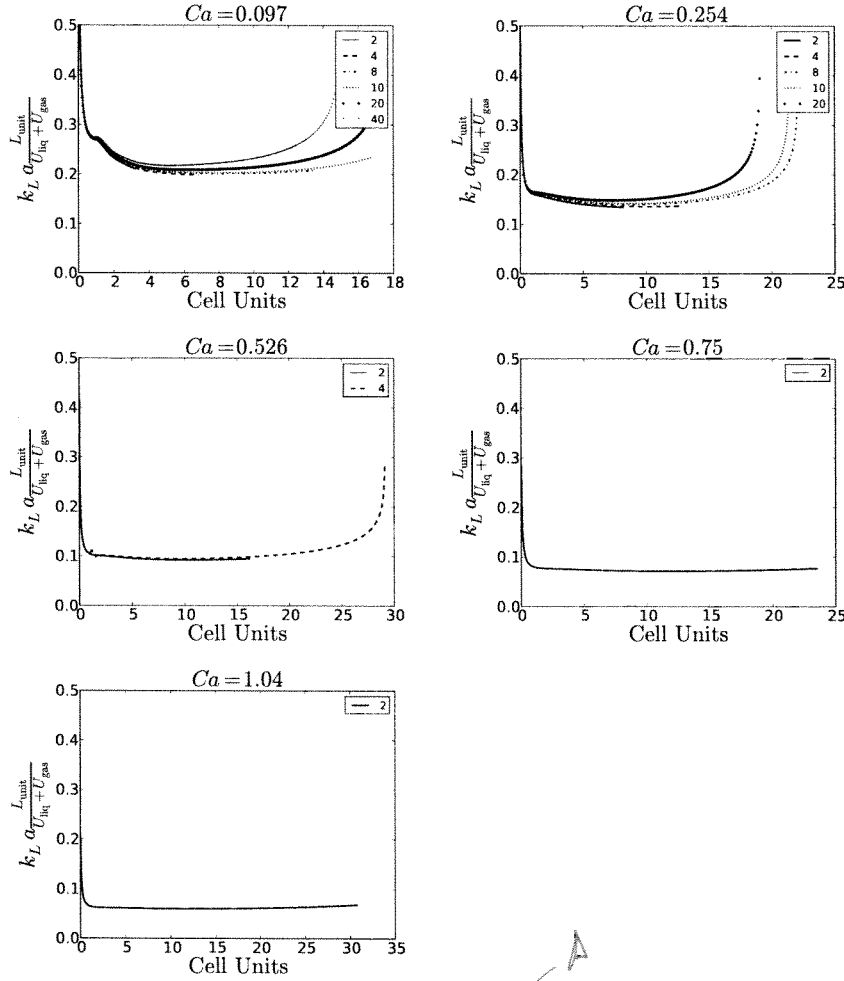 Ca = 0.097
k_L a L_unit / U_liq + U_gas
0.5
0.4
0.3
0.2
0.1
0.0
2
4
8
10
20
40
0 2 4 6 8 10 12 14 16 18
Cell Units
Ca = 0.254
k_L a L_unit / U_liq + U_gas
0.5
0.4
0.3
0.2
0.1
0.0
2
4
8
10
20
0 5 10 15 20 25
Cell Units
Ca = 0.526
k_L a L_unit / U_liq + U_gas
0.5
0.4
0.3
0.2
0.1
0.0
2
4
0 5 10 15 20 25 30
Cell Units
Ca = 0.75
k_L a L_unit / U_liq + U_gas
0.5
0.4
0.3
0.2
0.1
0.0
2
0 5 10 15 20 25
Cell Units
Ca = 1.04
k_L a L_unit / U_liq + U_gas
0.5
0.4
0.3
0.2
0.1
0.0
2
0 5 10 15 20 25 30 35
Cell Units
A